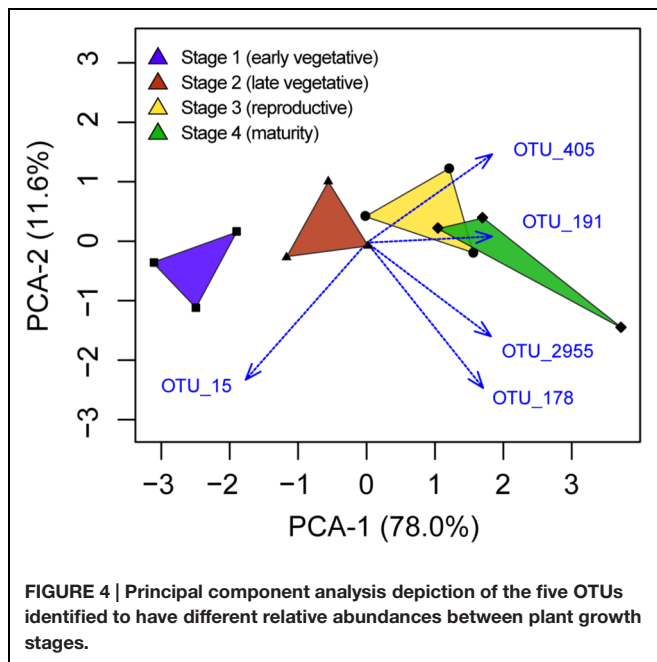 Stage 1 (early vegetative)
Stage 2 (late vegetative)
Stage 3 (reproductive)
Stage 4 (maturity)
OTU_405
OTU_191
OTU_2955
OTU_178
OTU_15
PCA-2 (11.6%)
3
2
1
0
−1
−2
−3
−3 −2 −1 0 1 2 3
PCA-1 (78.0%)
FIGURE 4 | Principal component analysis depiction of the five OTUs
identified to have different relative abundances between plant growth
stages.